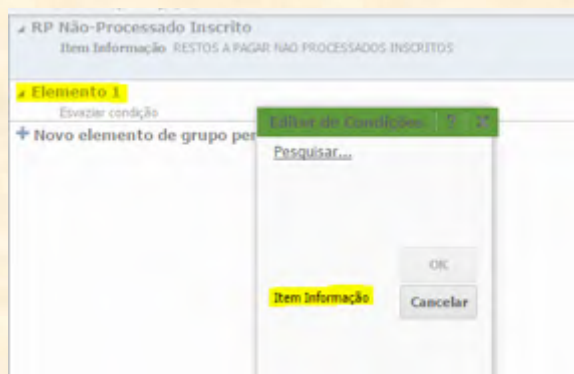 RP Não-Processado Inscrito
Item Informação RESTOS A PAGAR NAO PROCESSADOS INSCRITOS
Elemento 1
Esvaziar condição
Novo elemento de grupo per
Editor de Condições ?
Pesquisar...
OK
Item Informação
Cancelar